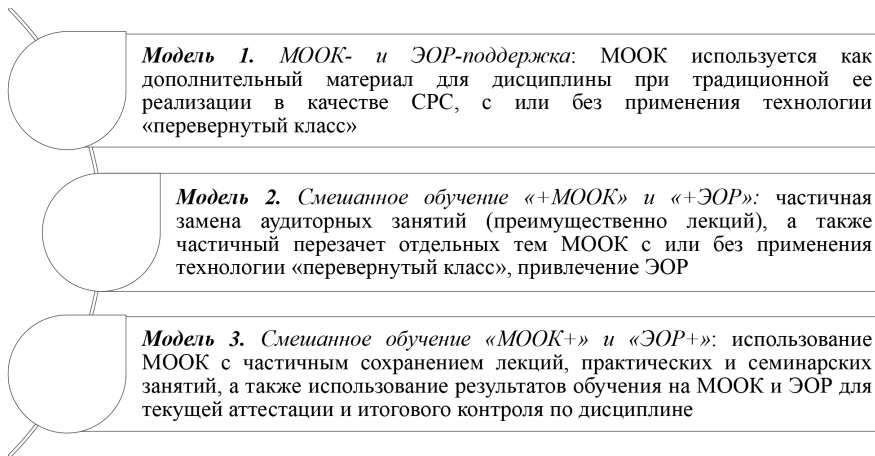 Модель 1. МООК- и ЭОР-поддержка: МООК используется как
дополнительный материал для дисциплины при традиционной ее
реализации в качестве СРС, с или без применения технологии
«перевернутый класс»
Модель 2. Смешанное обучение «+МООК» и «+ЭОР»: частичная
замена аудиторных занятий (преимущественно лекций), а также
частичный перезачет отдельных тем МООК с или без применения
технологии «перевернутый класс», привлечение ЭОР
Модель 3. Смешанное обучение «МООК+» и «ЭОР+»: использование
МООК с частичным сохранением лекций, практических и семинарских
занятий, а также использование результатов обучения на МООК и ЭОР для
текущей аттестации и итогового контроля по дисциплине